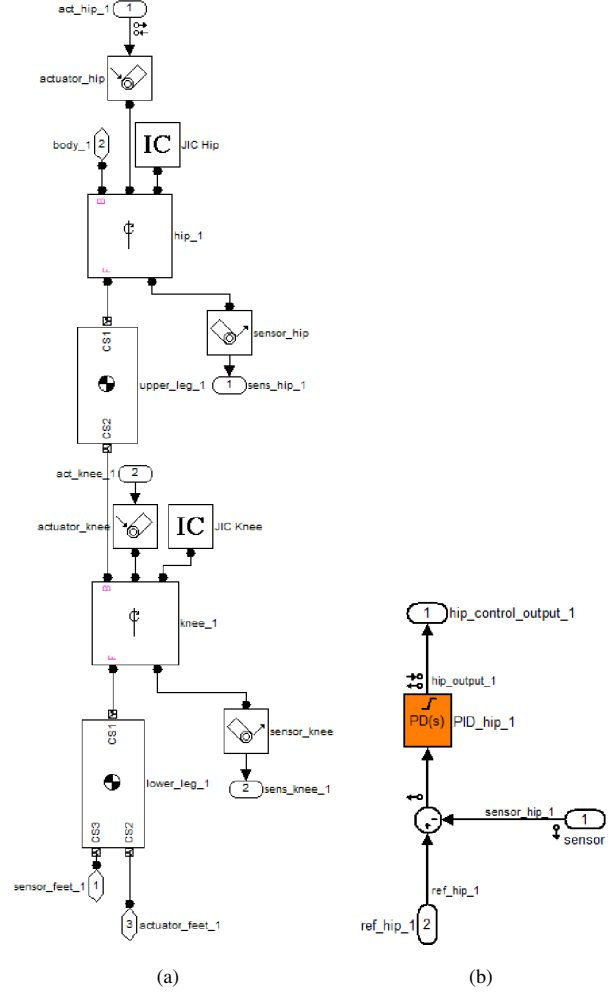 act_hip_1
1
actuator_hip
body_1
2
IC
JIC Hip
B
hip_1
F
CS1
sensor_hip
upper_leg_1
1
sens_hip_1
CS2
act_knee_1
2
actuator_knee
IC
JIC Knee
B
knee_1
F
CS1
sensor_knee
lower_leg_1
2
sens_knee_1
CS3
CS2
sensor_feet_1
1
3
actuator_feet_1
(a)
1
hip_control_output_1
hip_output_1
PD(s)
PID_hip_1
sensor_hip_1
1
sensor
+
-
ref_hip_1
ref_hip_1
2
(b)